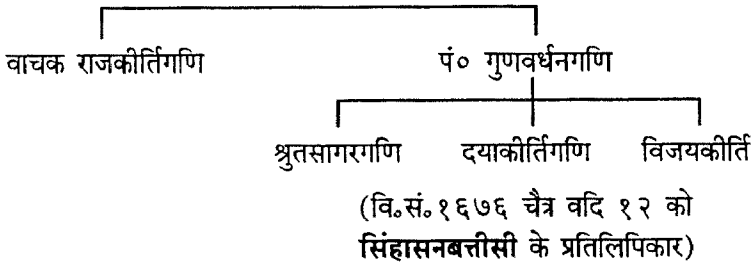 वाचक राजकीर्तिगणि पं० गुणवर्धनगणि
श्रुतसागरगणि दयाकीर्तिगणि विजयकीर्ति
(वि.सं.१६७६ चैत्र वदि १२ को
सिंहासनबत्तीसी के प्रतिलिपिकार)